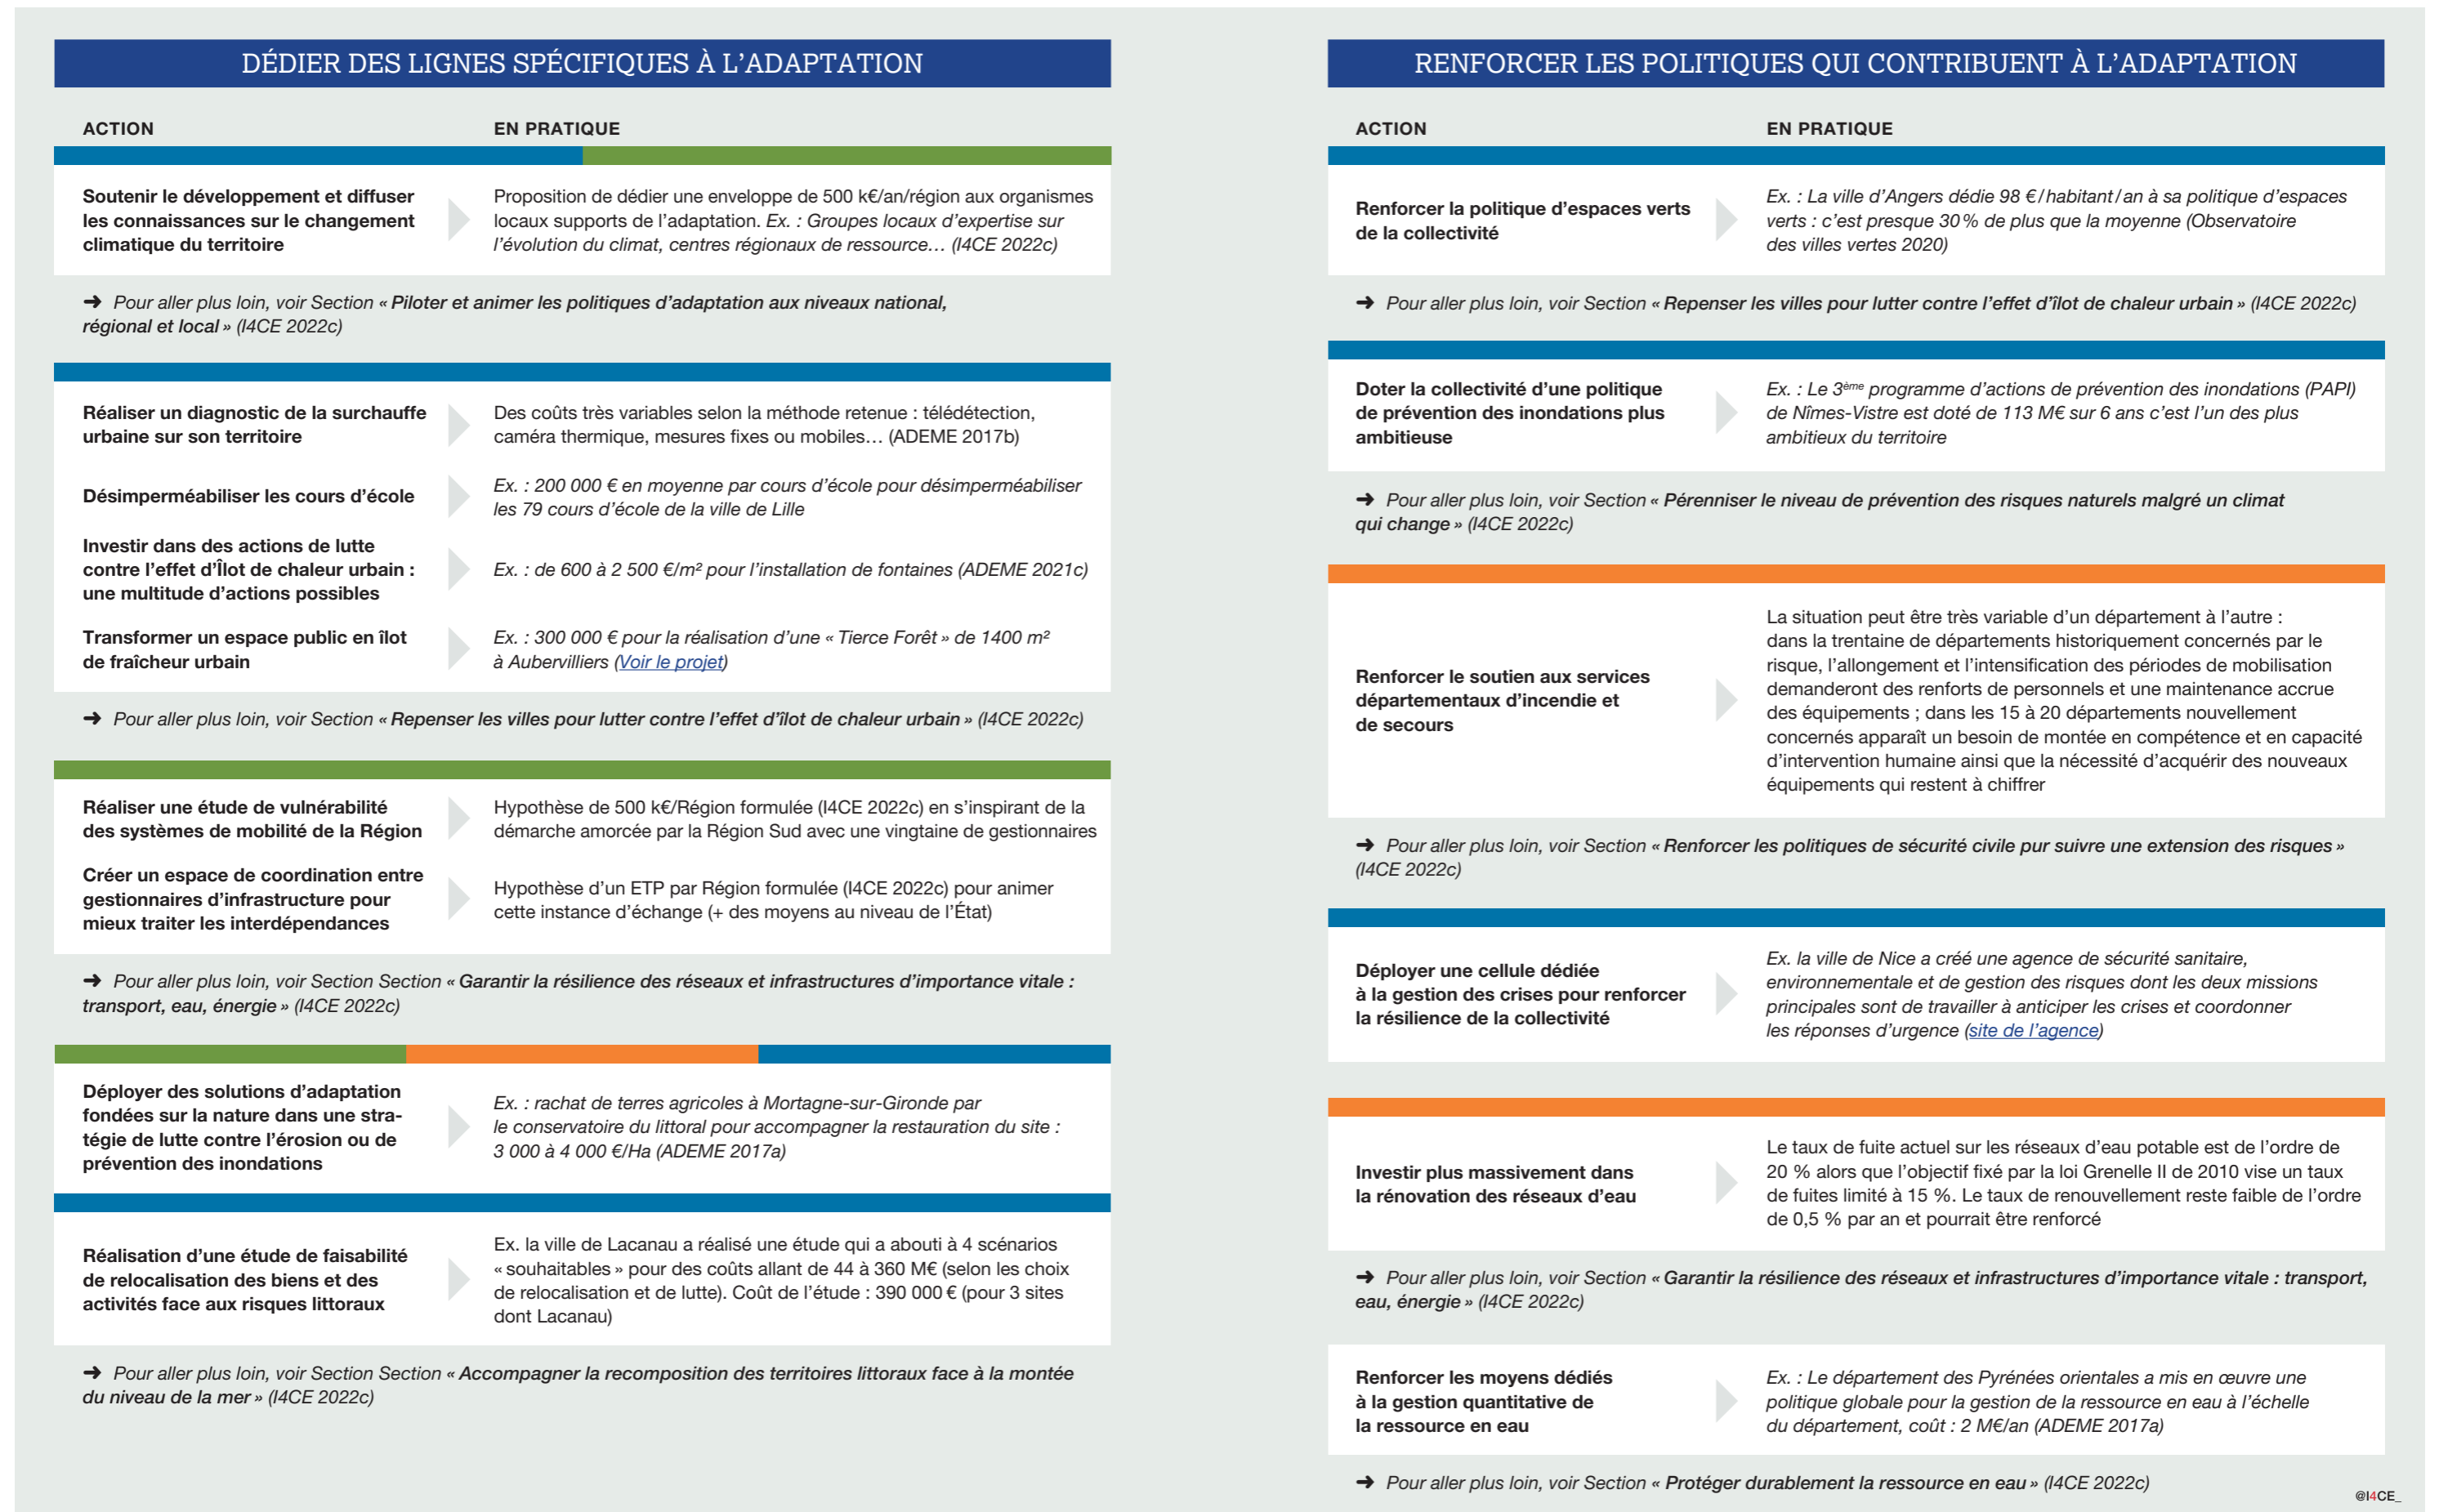 DÉDIER DES LIGNES SPÉCIFIQUES À L’ADAPTATION
ACTION
EN PRATIQUE
Soutenir le développement et diffuser
les connaissances sur le changement
climatique du territoire
Proposition de dédier une enveloppe de 500 k€/an/région aux organismes
locaux supports de l’adaptation. Ex. : Groupes locaux d’expertise sur
l’évolution du climat, centres régionaux de ressource… (I4CE 2022c)
➜ Pour aller plus loin, voir Section « Piloter et animer les politiques d’adaptation aux niveaux national,
régional et local » (I4CE 2022c)
Réaliser un diagnostic de la surchauffe
urbaine sur son territoire
Des coûts très variables selon la méthode retenue : télédétection,
caméra thermique, mesures fixes ou mobiles… (ADEME 2017b)
Désimperméabiliser les cours d’école
Ex. : 200 000 € en moyenne par cours d’école pour désimperméabiliser
les 79 cours d’école de la ville de Lille
Investir dans des actions de lutte
contre l’effet d’Îlot de chaleur urbain :
une multitude d’actions possibles
Ex. : de 600 à 2 500 €/m² pour l’installation de fontaines (ADEME 2021c)
Transformer un espace public en îlot
de fraîcheur urbain
Ex. : 300 000 € pour la réalisation d’une « Tierce Forêt » de 1400 m²
à Aubervilliers (Voir le projet)
➜ Pour aller plus loin, voir Section « Repenser les villes pour lutter contre l’effet d’îlot de chaleur urbain » (I4CE 2022c)
Réaliser une étude de vulnérabilité
des systèmes de mobilité de la Région
Hypothèse de 500 k€/Région formulée (I4CE 2022c) en s’inspirant de la
démarche amorcée par la Région Sud avec une vingtaine de gestionnaires
Créer un espace de coordination entre
gestionnaires d’infrastructure pour
mieux traiter les interdépendances
Hypothèse d’un ETP par Région formulée (I4CE 2022c) pour animer
cette instance d’échange (+ des moyens au niveau de l’État)
➜ Pour aller plus loin, voir Section Section « Garantir la résilience des réseaux et infrastructures d’importance vitale :
transport, eau, énergie » (I4CE 2022c)
Déployer des solutions d’adaptation
fondées sur la nature dans une stra-
tégie de lutte contre l’érosion ou de
prévention des inondations
Ex. : rachat de terres agricoles à Mortagne-sur-Gironde par
le conservatoire du littoral pour accompagner la restauration du site :
3 000 à 4 000 €/Ha (ADEME 2017a)
Réalisation d’une étude de faisabilité
de relocalisation des biens et des
activités face aux risques littoraux
Ex. la ville de Lacanau a réalisé une étude qui a abouti à 4 scénarios
« souhaitables » pour des coûts allant de 44 à 360 M€ (selon les choix
de relocalisation et de lutte). Coût de l’étude : 390 000 € (pour 3 sites
dont Lacanau)
➜ Pour aller plus loin, voir Section Section « Accompagner la recomposition des territoires littoraux face à la montée
du niveau de la mer » (I4CE 2022c)
RENFORCER LES POLITIQUES QUI CONTRIBUENT À L’ADAPTATION
ACTION
EN PRATIQUE
Renforcer la politique d’espaces verts
de la collectivité
Ex. : La ville d’Angers dédie 98 €/habitant/an à sa politique d’espaces
verts : c’est presque 30 % de plus que la moyenne (Observatoire
des villes vertes 2020)
➜ Pour aller plus loin, voir Section « Repenser les villes pour lutter contre l’effet d’îlot de chaleur urbain » (I4CE 2022c)
Doter la collectivité d’une politique
de prévention des inondations plus
ambitieuse
Ex. : Le 3ème programme d’actions de prévention des inondations (PAPI)
de Nîmes-Vistre est doté de 113 M€ sur 6 ans c’est l’un des plus
ambitieux du territoire
➜ Pour aller plus loin, voir Section « Pérenniser le niveau de prévention des risques naturels malgré un climat
qui change » (I4CE 2022c)
Renforcer le soutien aux services
départementaux d’incendie et
de secours
La situation peut être très variable d’un département à l’autre :
dans la trentaine de départements historiquement concernés par le
risque, l’allongement et l’intensification des périodes de mobilisation
demanderont des renforts de personnels et une maintenance accrue
des équipements ; dans les 15 à 20 départements nouvellement
concernés apparaît un besoin de montée en compétence et en capacité
d’intervention humaine ainsi que la nécessité d’acquérir des nouveaux
équipements qui restent à chiffrer
➜ Pour aller plus loin, voir Section « Renforcer les politiques de sécurité civile pur suivre une extension des risques »
(I4CE 2022c)
Déployer une cellule dédiée
à la gestion des crises pour renforcer
la résilience de la collectivité
Ex. la ville de Nice a créé une agence de sécurité sanitaire,
environnementale et de gestion des risques dont les deux missions
principales sont de travailler à anticiper les crises et coordonner
les réponses d’urgence (site de l’agence)
Investir plus massivement dans
la rénovation des réseaux d’eau
Le taux de fuite actuel sur les réseaux d’eau potable est de l’ordre de
20 % alors que l’objectif fixé par la loi Grenelle II de 2010 vise un taux
de fuites limité à 15 %. Le taux de renouvellement reste faible de l’ordre
de 0,5 % par an et pourrait être renforcé
➜ Pour aller plus loin, voir Section « Garantir la résilience des réseaux et infrastructures d’importance vitale : transport,
eau, énergie » (I4CE 2022c)
Renforcer les moyens dédiés
à la gestion quantitative de
la ressource en eau
Ex. : Le département des Pyrénées orientales a mis en œuvre une
politique globale pour la gestion de la ressource en eau à l’échelle
du département, coût : 2 M€/an (ADEME 2017a)
➜ Pour aller plus loin, voir Section « Protéger durablement la ressource en eau » (I4CE 2022c)
@I4CE_